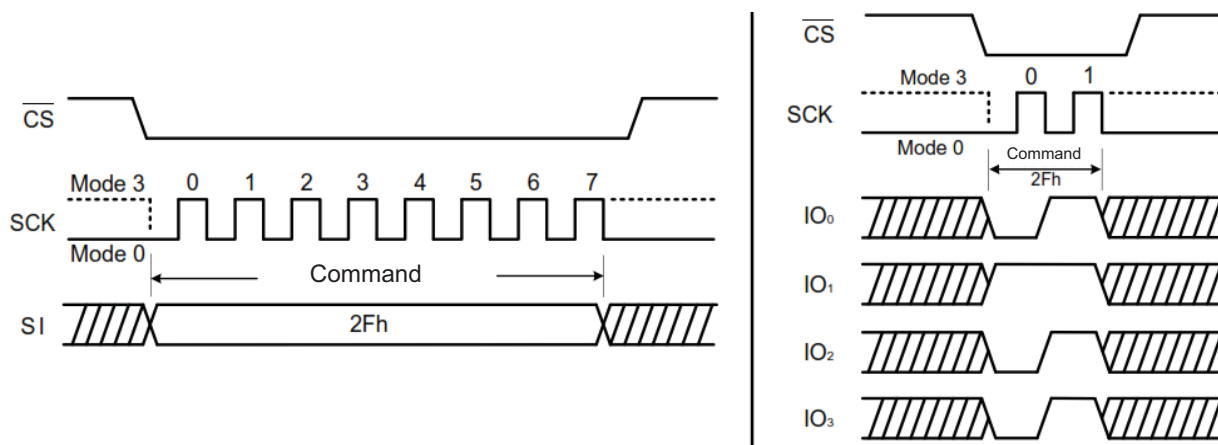 CS
Mode 3 0 1 2 3 4 5 6 7
SCK
Mode 0
Command
SI 2Fh
CS
Mode 3 0 1
SCK
Mode 0
Command
2Fh
IO₀
IO₁
IO₂
IO₃